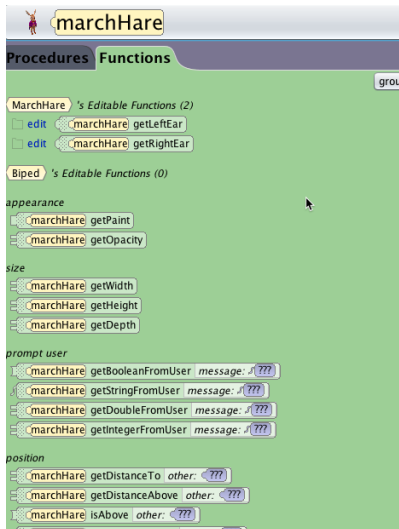 marchHare
Procedures Functions
grou
MarchHare 's Editable Functions (2)
edit marchHare getLeftEar
edit marchHare getRightEar
Biped 's Editable Functions (0)
appearance
marchHare getPaint
marchHare getOpacity
size
marchHare getWidth
marchHare getHeight
marchHare getDepth
prompt user
marchHare getBooleanFromUser message: ???
marchHare getStringFromUser message: ???
marchHare getDoubleFromUser message: ???
marchHare getIntegerFromUser message: ???
position
marchHare getDistanceTo other: ???
marchHare getDistanceAbove other: ???
marchHare isAbove other: ???